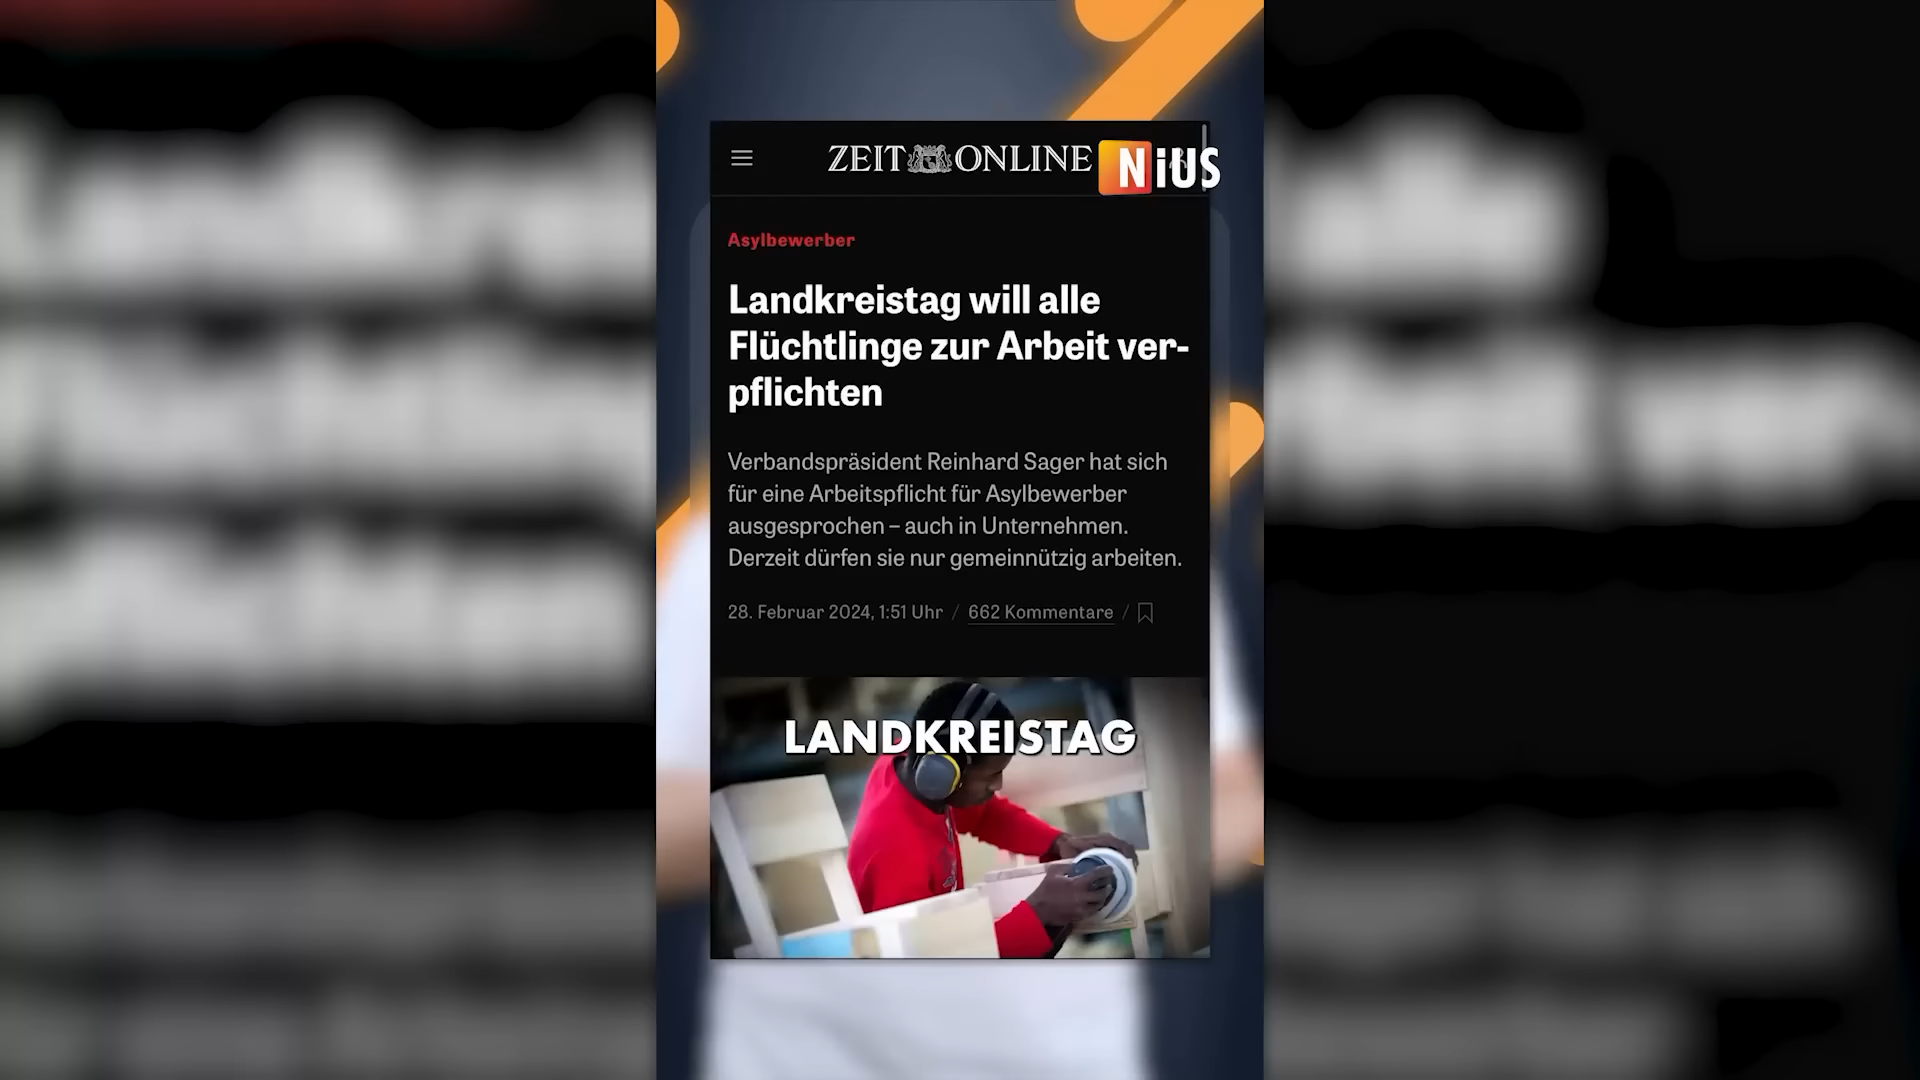 ZEIT ONLINE
NiUS
Asylbewerber
Landkreistag will alle
Flüchtlinge zur Arbeit ver-
pflichten
Verbandspräsident Reinhard Sager hat sich
für eine Arbeitspflicht für Asylbewerber
ausgesprochen – auch in Unternehmen.
Derzeit dürfen sie nur gemeinnützig arbeiten.
28. Februar 2024, 1:51 Uhr / 662 Kommentare /
LANDKREISTAG